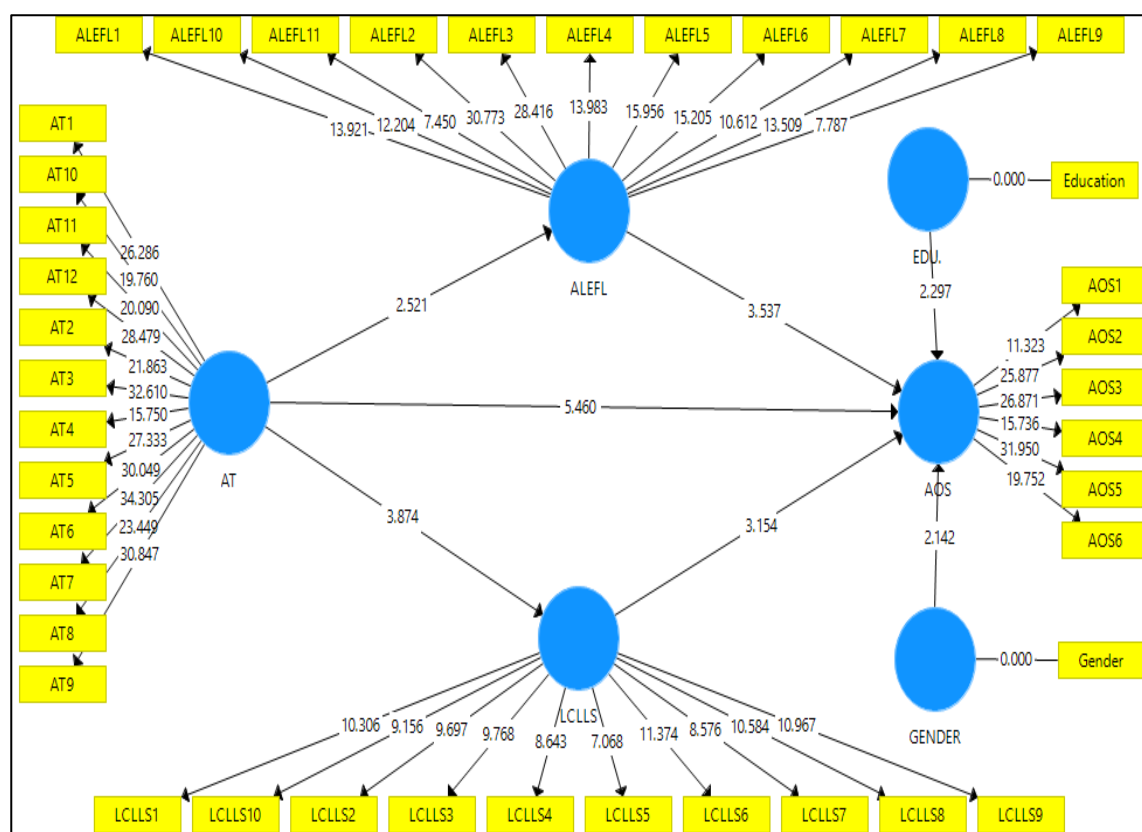 ALEFL1 ALEFL10 ALEFL11 ALEFL2 ALEFL3 ALEFL4 ALEFL5 ALEFL6 ALEFL7 ALEFL8 ALEFL9
13.921 12.204 7.450 30.773 28.416 13.983 15.956 15.205 10.612 13.509 7.787
AT1
AT10
AT11
AT12
AT2
AT3
AT4
AT5
AT6
AT7
AT8
AT9
26.286
19.760
20.090
28.479
21.863
32.610
15.750
27.333
30.049
34.305
23.449
30.847
AT
ALEFL
2.521
3.537
5.460
3.874
3.154
EDU.
0.000
Education
2.297
AOS
11.323
25.877
26.871
15.736
31.950
19.752
AOS1
AOS2
AOS3
AOS4
AOS5
AOS6
2.142
GENDER
0.000
Gender
LCLLS
10.306 9.156 9.697 9.768 8.643 7.068 11.374 8.576 10.584 10.967
LCLLS1 LCLLS10 LCLLS2 LCLLS3 LCLLS4 LCLLS5 LCLLS6 LCLLS7 LCLLS8 LCLLS9